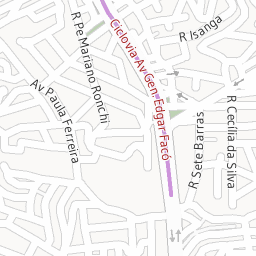 R Isanga
Ciclovia Av. Gen. Edgar Facó
R Pe Mariano Ronchi
Av Paula Ferreira
R Cecília da Silva
R Sete Barras